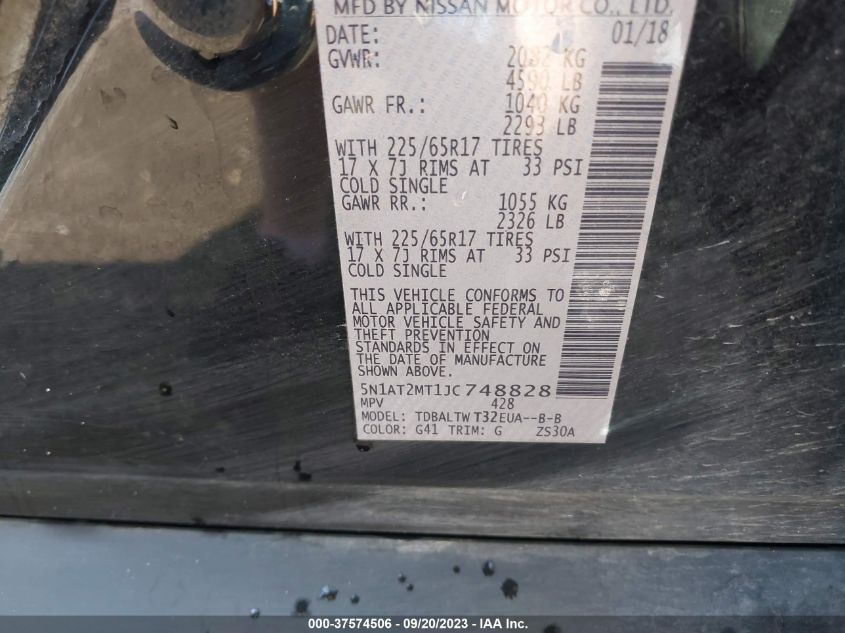 MFD BY NISSAN MOTOR CO., LTD.
DATE: 01/18
GVWR: 2082 KG
4590 LB
GAWR FR.: 1040 KG
2293 LB
WITH 225/65R17 TIRES
17 X 7J RIMS AT 33 PSI
COLD SINGLE
GAWR RR.: 1055 KG
2326 LB
WITH 225/65R17 TIRES
17 X 7J RIMS AT 33 PSI
COLD SINGLE
THIS VEHICLE CONFORMS TO
ALL APPLICABLE FEDERAL
MOTOR VEHICLE SAFETY AND
THEFT PREVENTION
STANDARDS IN EFFECT ON
THE DATE OF MANUFACTURE
SHOWN ABOVE.
5N1AT2MT1JC748828
MPV 428
MODEL: TDBALTW T32EUA--B-B
COLOR: G41 TRIM: G ZS30A
000-37574506 - 09/20/2023 - ITS4 Inc.